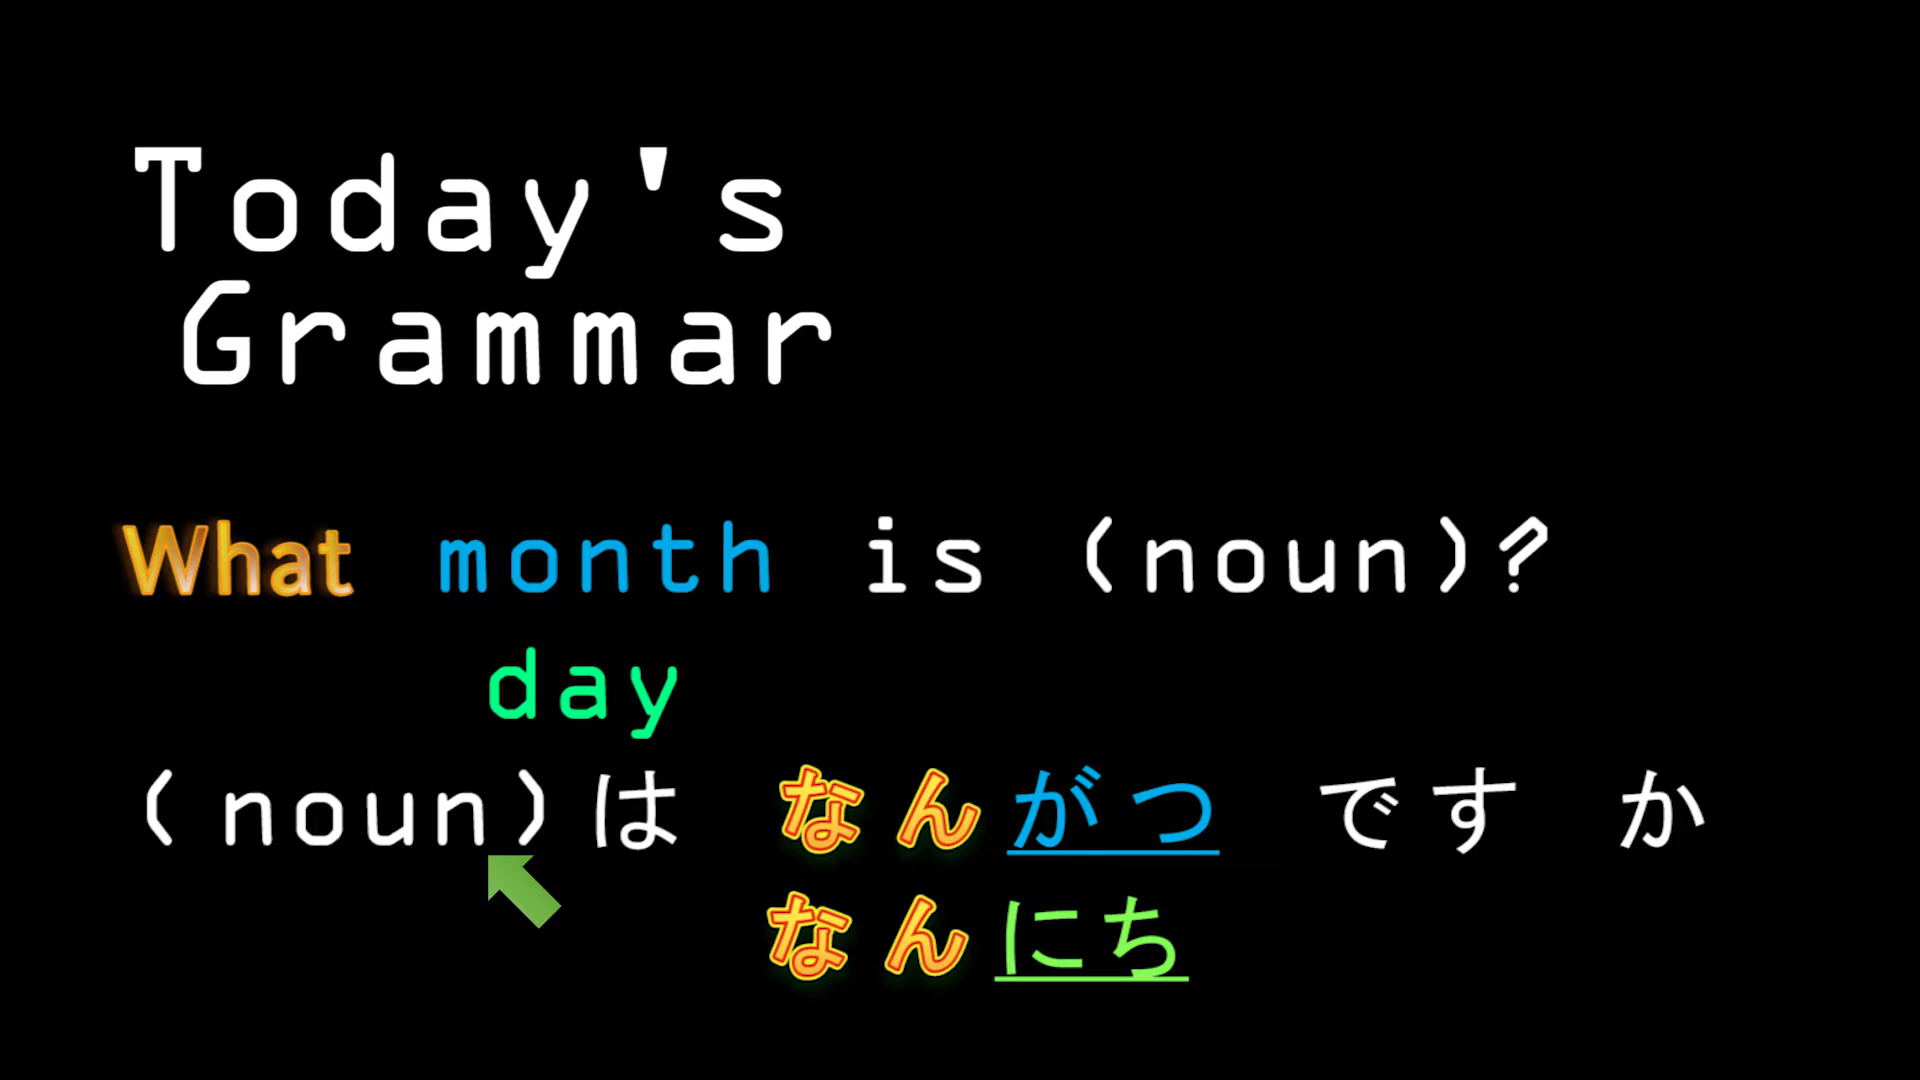 Today's
Grammar
What month is (noun)?
day
(noun)は なんがつ です か
なんにち